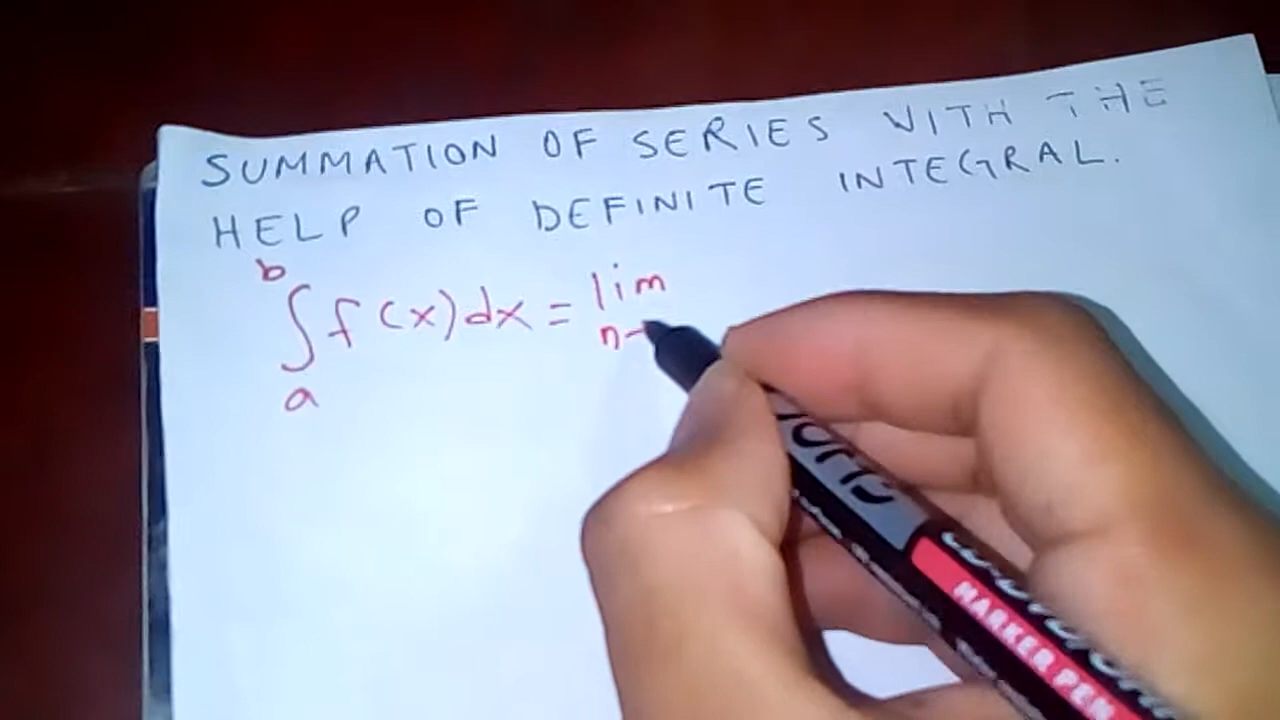 SUMMATION OF SERIES WITH THE
HELP OF DEFINITE INTEGRAL.
b
∫ f(x)dx = lim
a
n→
MARKER PEN